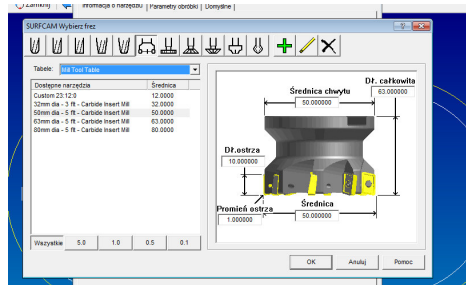 Zamknij
Informacja o narzędziu
Parametry obróbki
Domyślne
SURFCAM Wybierz frez
Tabele:
Mill Tool Table
Dostępne narzędzia Średnica
Custom 23:12:0 12.0000
32mm dia - 3 flt - Carbide Insert Mill 32.0000
50mm dia - 5 flt - Carbide Insert Mill 50.0000
63mm dia - 5 flt - Carbide Insert Mill 63.0000
80mm dia - 5 flt - Carbide Insert Mill 80.0000
Wszystkie 5.0 1.0 0.5 0.1
Dł. całkowita
63.000000
Średnica chwytu
50.000000
Dł.ostrza
10.000000
Promień ostrza
1.000000
Średnica
50.000000
OK Anuluj Pomoc